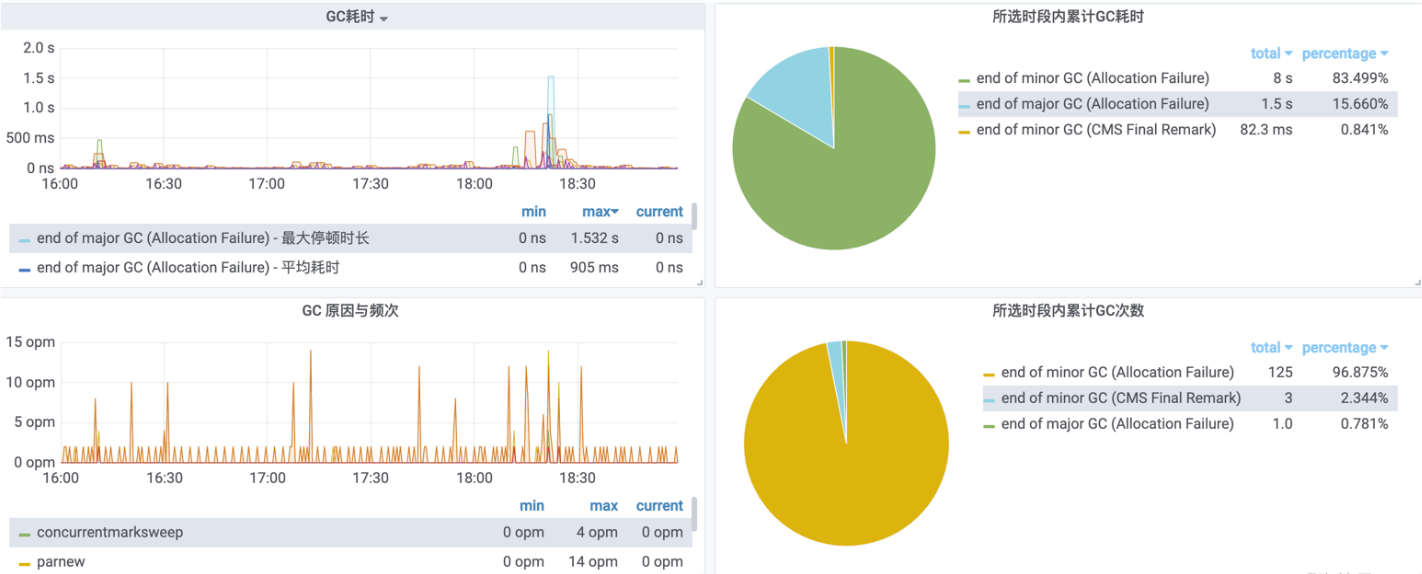 GC耗时
2.0 s
1.5 s
1.0 s
500 ms
0 ns
16:00 16:30 17:00 17:30 18:00 18:30
min max current
end of major GC (Allocation Failure) - 最大停顿时长 0 ns 1.532 s 0 ns
end of major GC (Allocation Failure) - 平均耗时 0 ns 905 ms 0 ns
所选时段内累计GC耗时
total percentage
end of minor GC (Allocation Failure) 8 s 83.499%
end of major GC (Allocation Failure) 1.5 s 15.660%
end of minor GC (CMS Final Remark) 82.3 ms 0.841%
GC 原因与频次
15 opm
10 opm
5 opm
0 opm
16:00 16:30 17:00 17:30 18:00 18:30
min max current
concurrentmarksweep 0 opm 4 opm 0 opm
parnew 0 opm 14 opm 0 opm
所选时段内累计GC次数
total percentage
end of minor GC (Allocation Failure) 125 96.875%
end of minor GC (CMS Final Remark) 3 2.344%
end of major GC (Allocation Failure) 1.0 0.781%